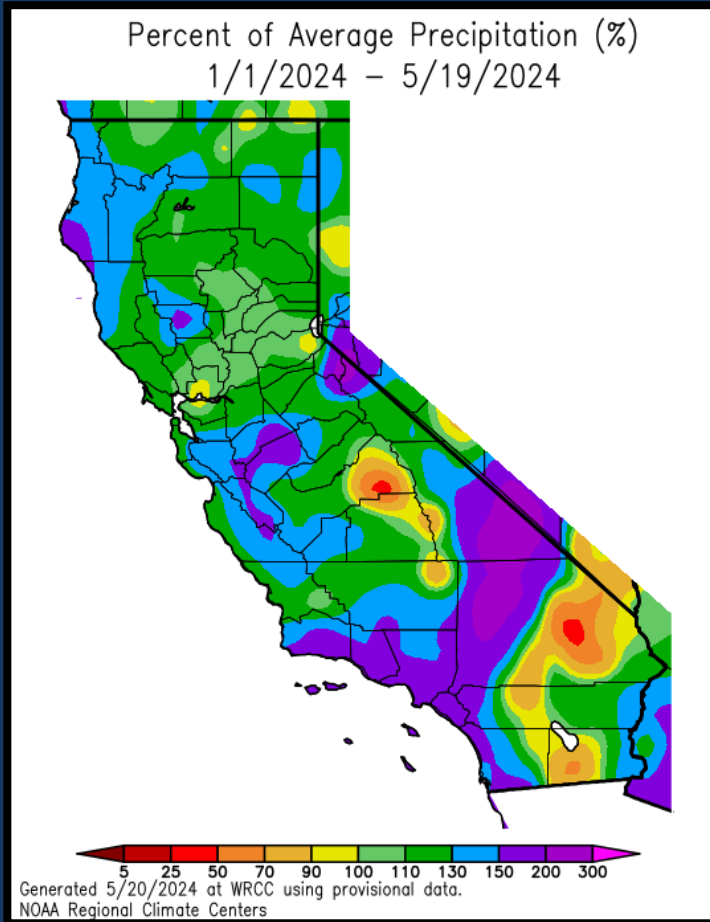 Percent of Average Precipitation (%)
1/1/2024 – 5/19/2024
5 25 50 70 90 100 110 130 150 200 300
Generated 5/20/2024 at WRCC using provisional data.
NOAA Regional Climate Centers